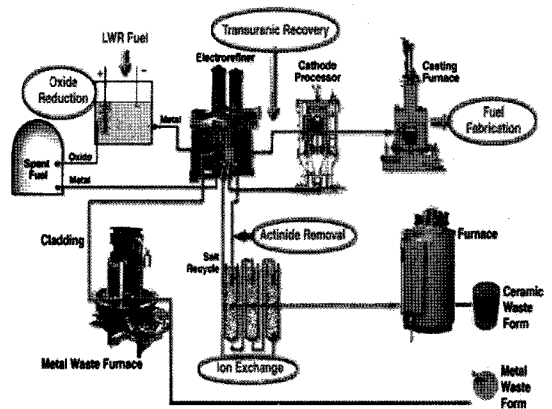 LWR Fuel
Transuranic Recovery
Electrorefiner
Cathode
Processor
Casting
Furnace
Oxide
Reduction
+
−
Metal
Fuel
Fabrication
Oxide
Spent
Fuel
Metal
Cladding
Salt
Recycle
Actinide Removal
Furnace
Ceramic
Waste
Form
Metal Waste Furnace
Ion Exchange
Metal
Waste
Form